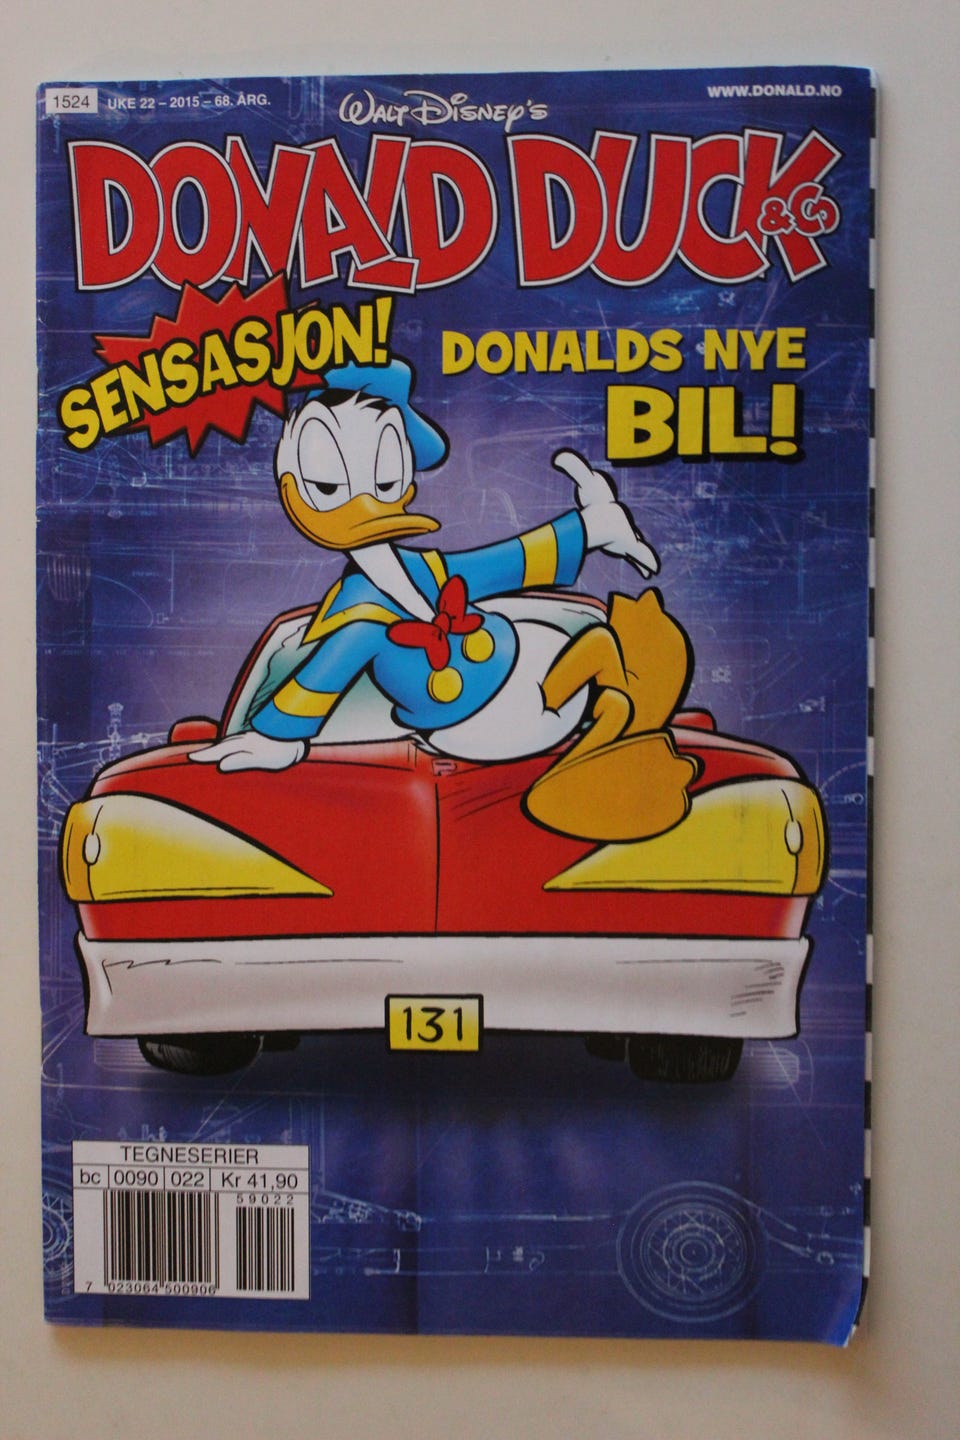 1524 UKE 22 – 2015 – 68. ÅRG.
WWW.DONALD.NO
WALT DISNEY'S
DONALD DUCK & Co
SENSASJON!
DONALDS NYE
BIL!
131
TEGNESERIER
bc 0090 022 Kr 41,90
59022
7 023064 500906